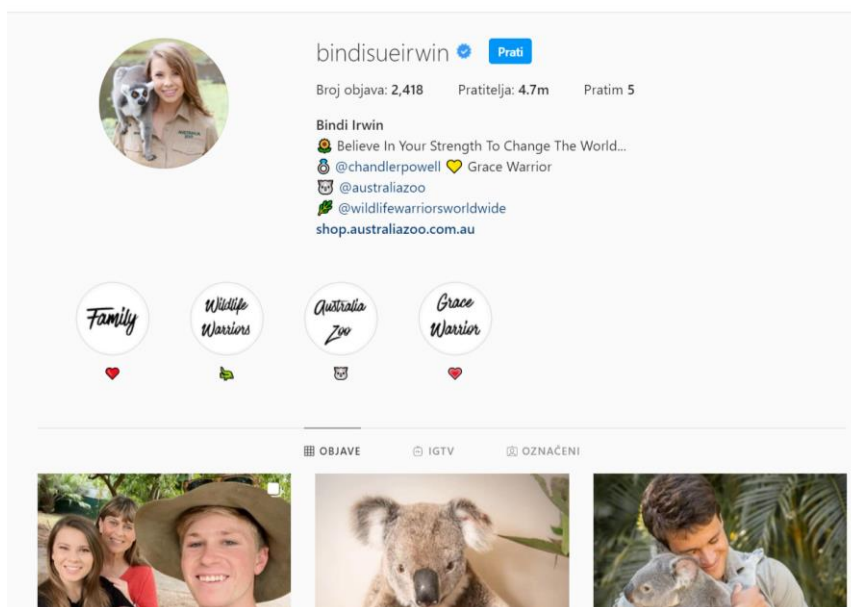 bindisueirwin Prati
Broj objava: 2,418 Pratitelja: 4.7m Pratim 5
Bindi Irwin
🌻 Believe In Your Strength To Change The World...
💍 @chandlerpowell 💛 Grace Warrior
🐨 @australiazoo
🌿 @wildlifewarriorsworldwide
shop.australiazoo.com.au
Family
Wildlife
Warriors
Australia
Zoo
Grace
Warrior
OBJAVE IGTV OZNAČENI